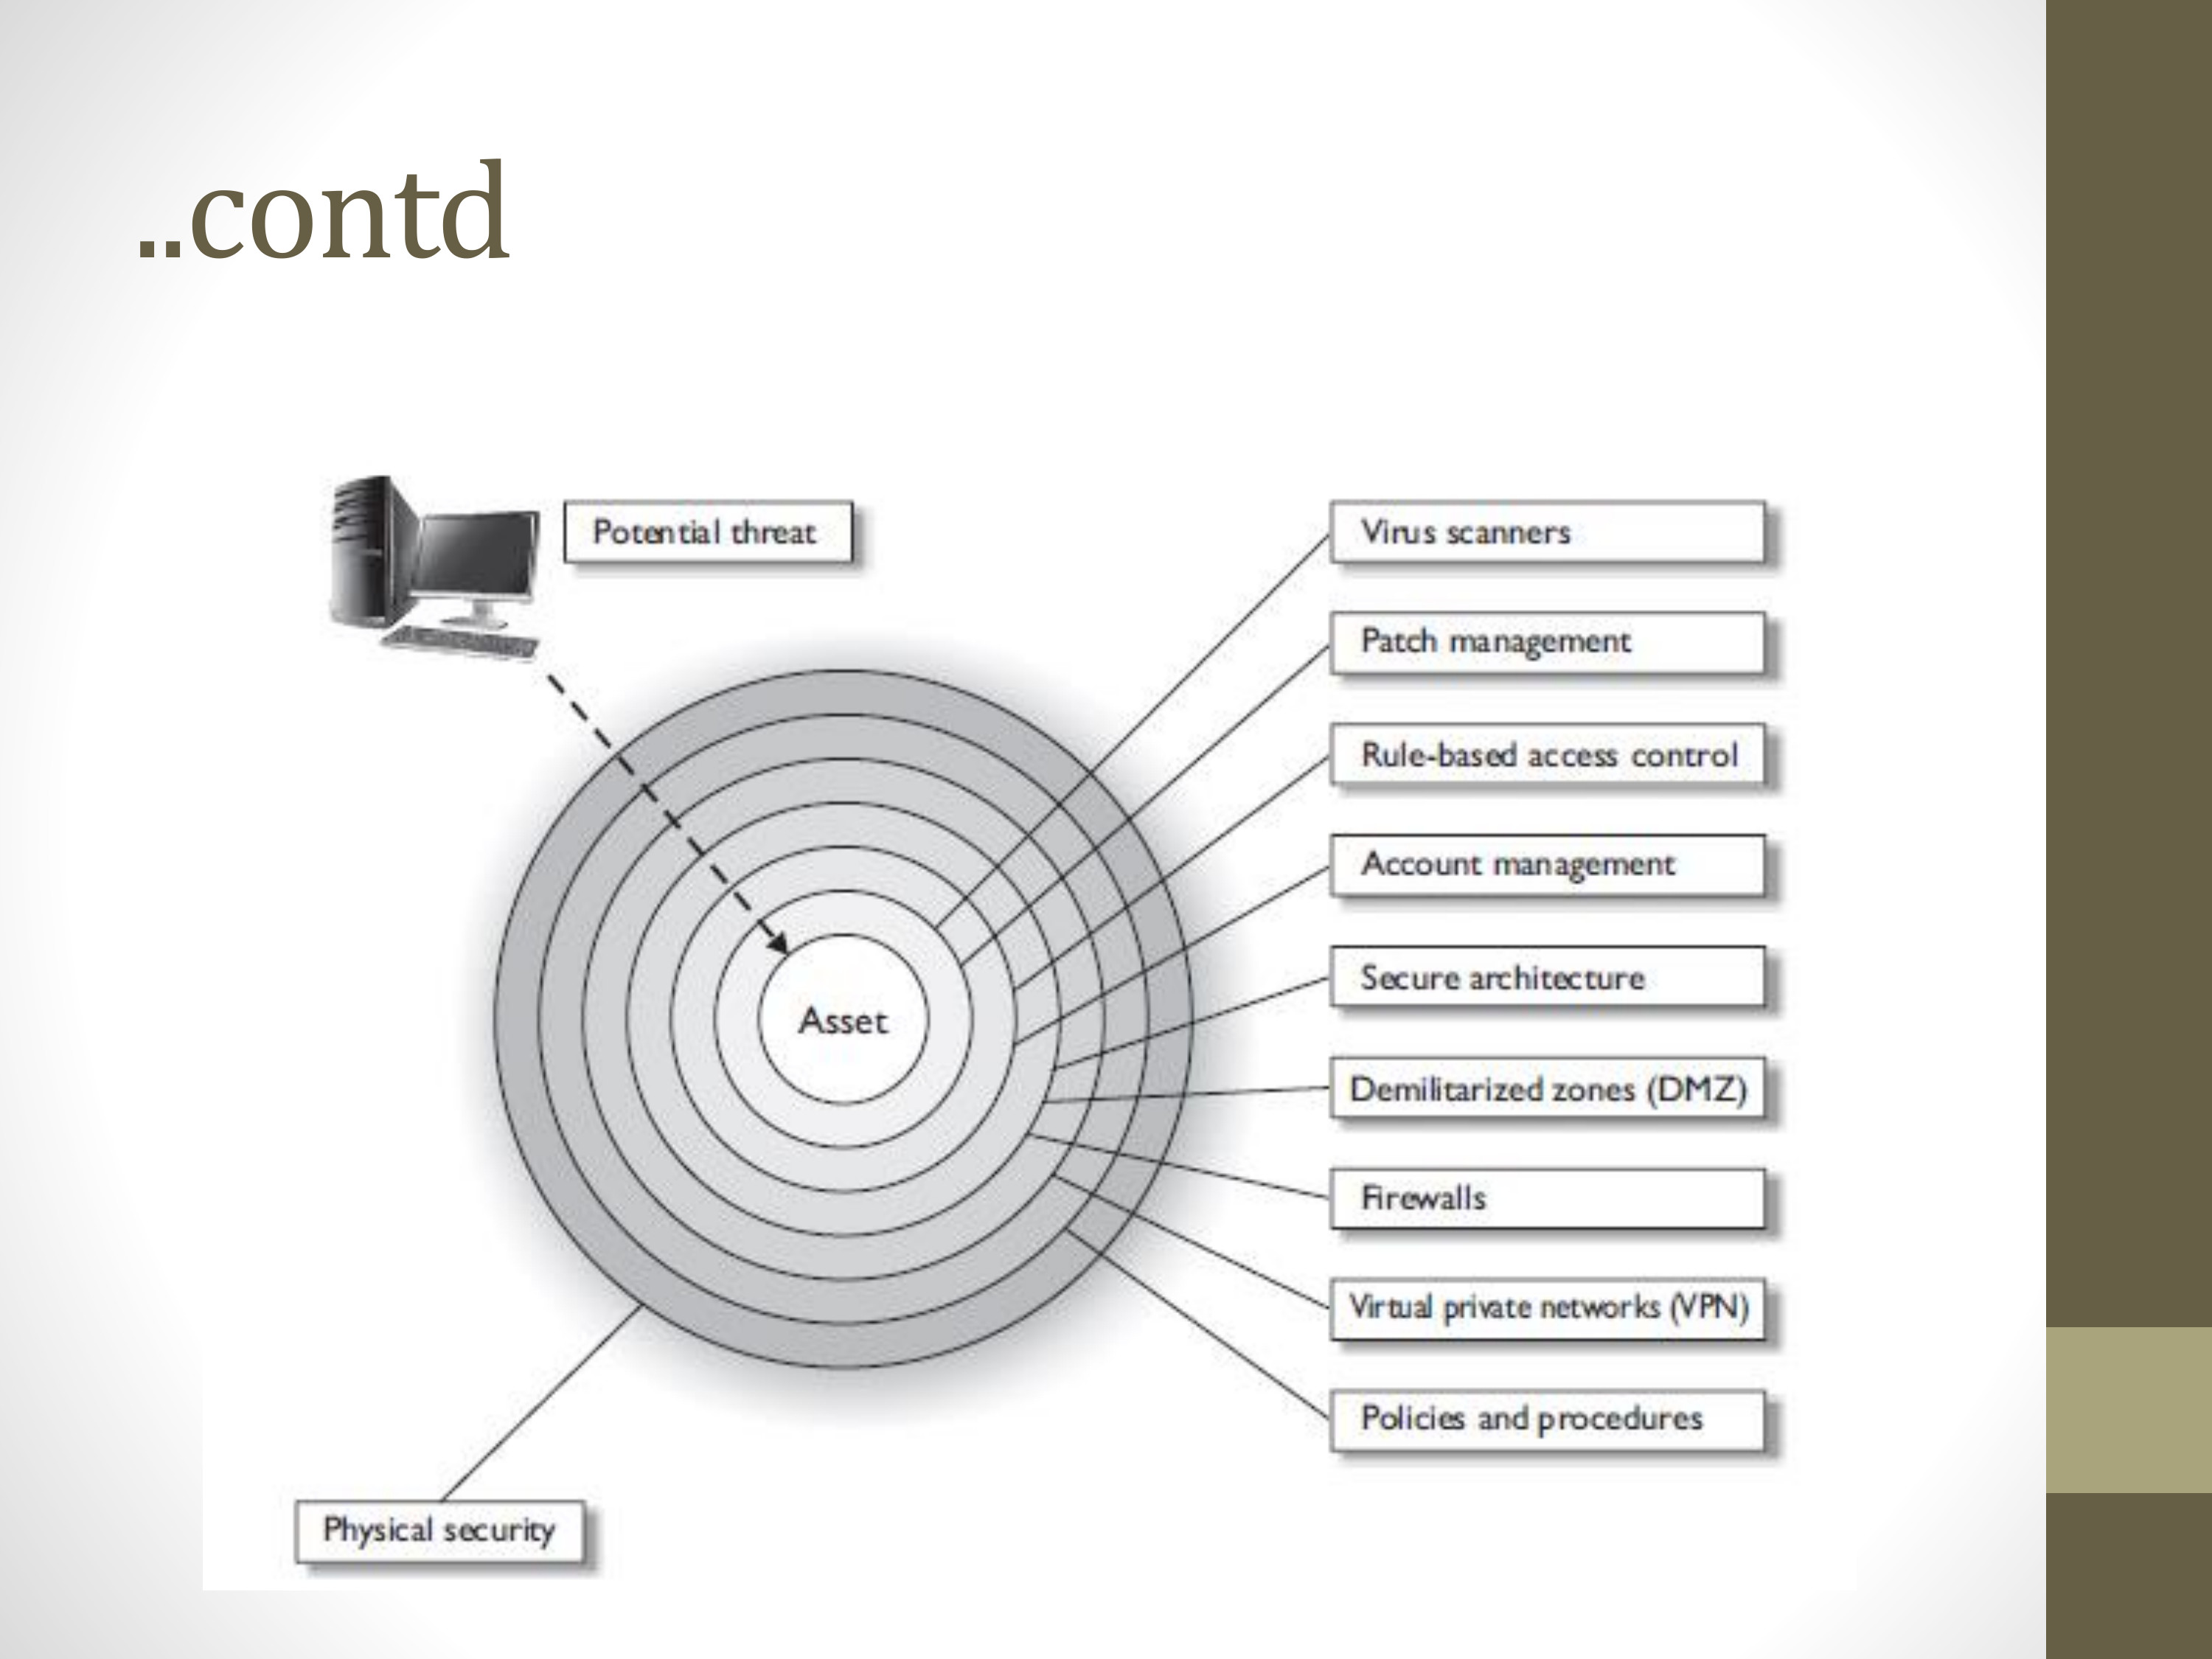 ..contd
Potential threat
Virus scanners
Patch management
Rule-based access control
Account management
Secure architecture
Asset
Demilitarized zones (DMZ)
Firewalls
Virtual private networks (VPN)
Policies and procedures
Physical security